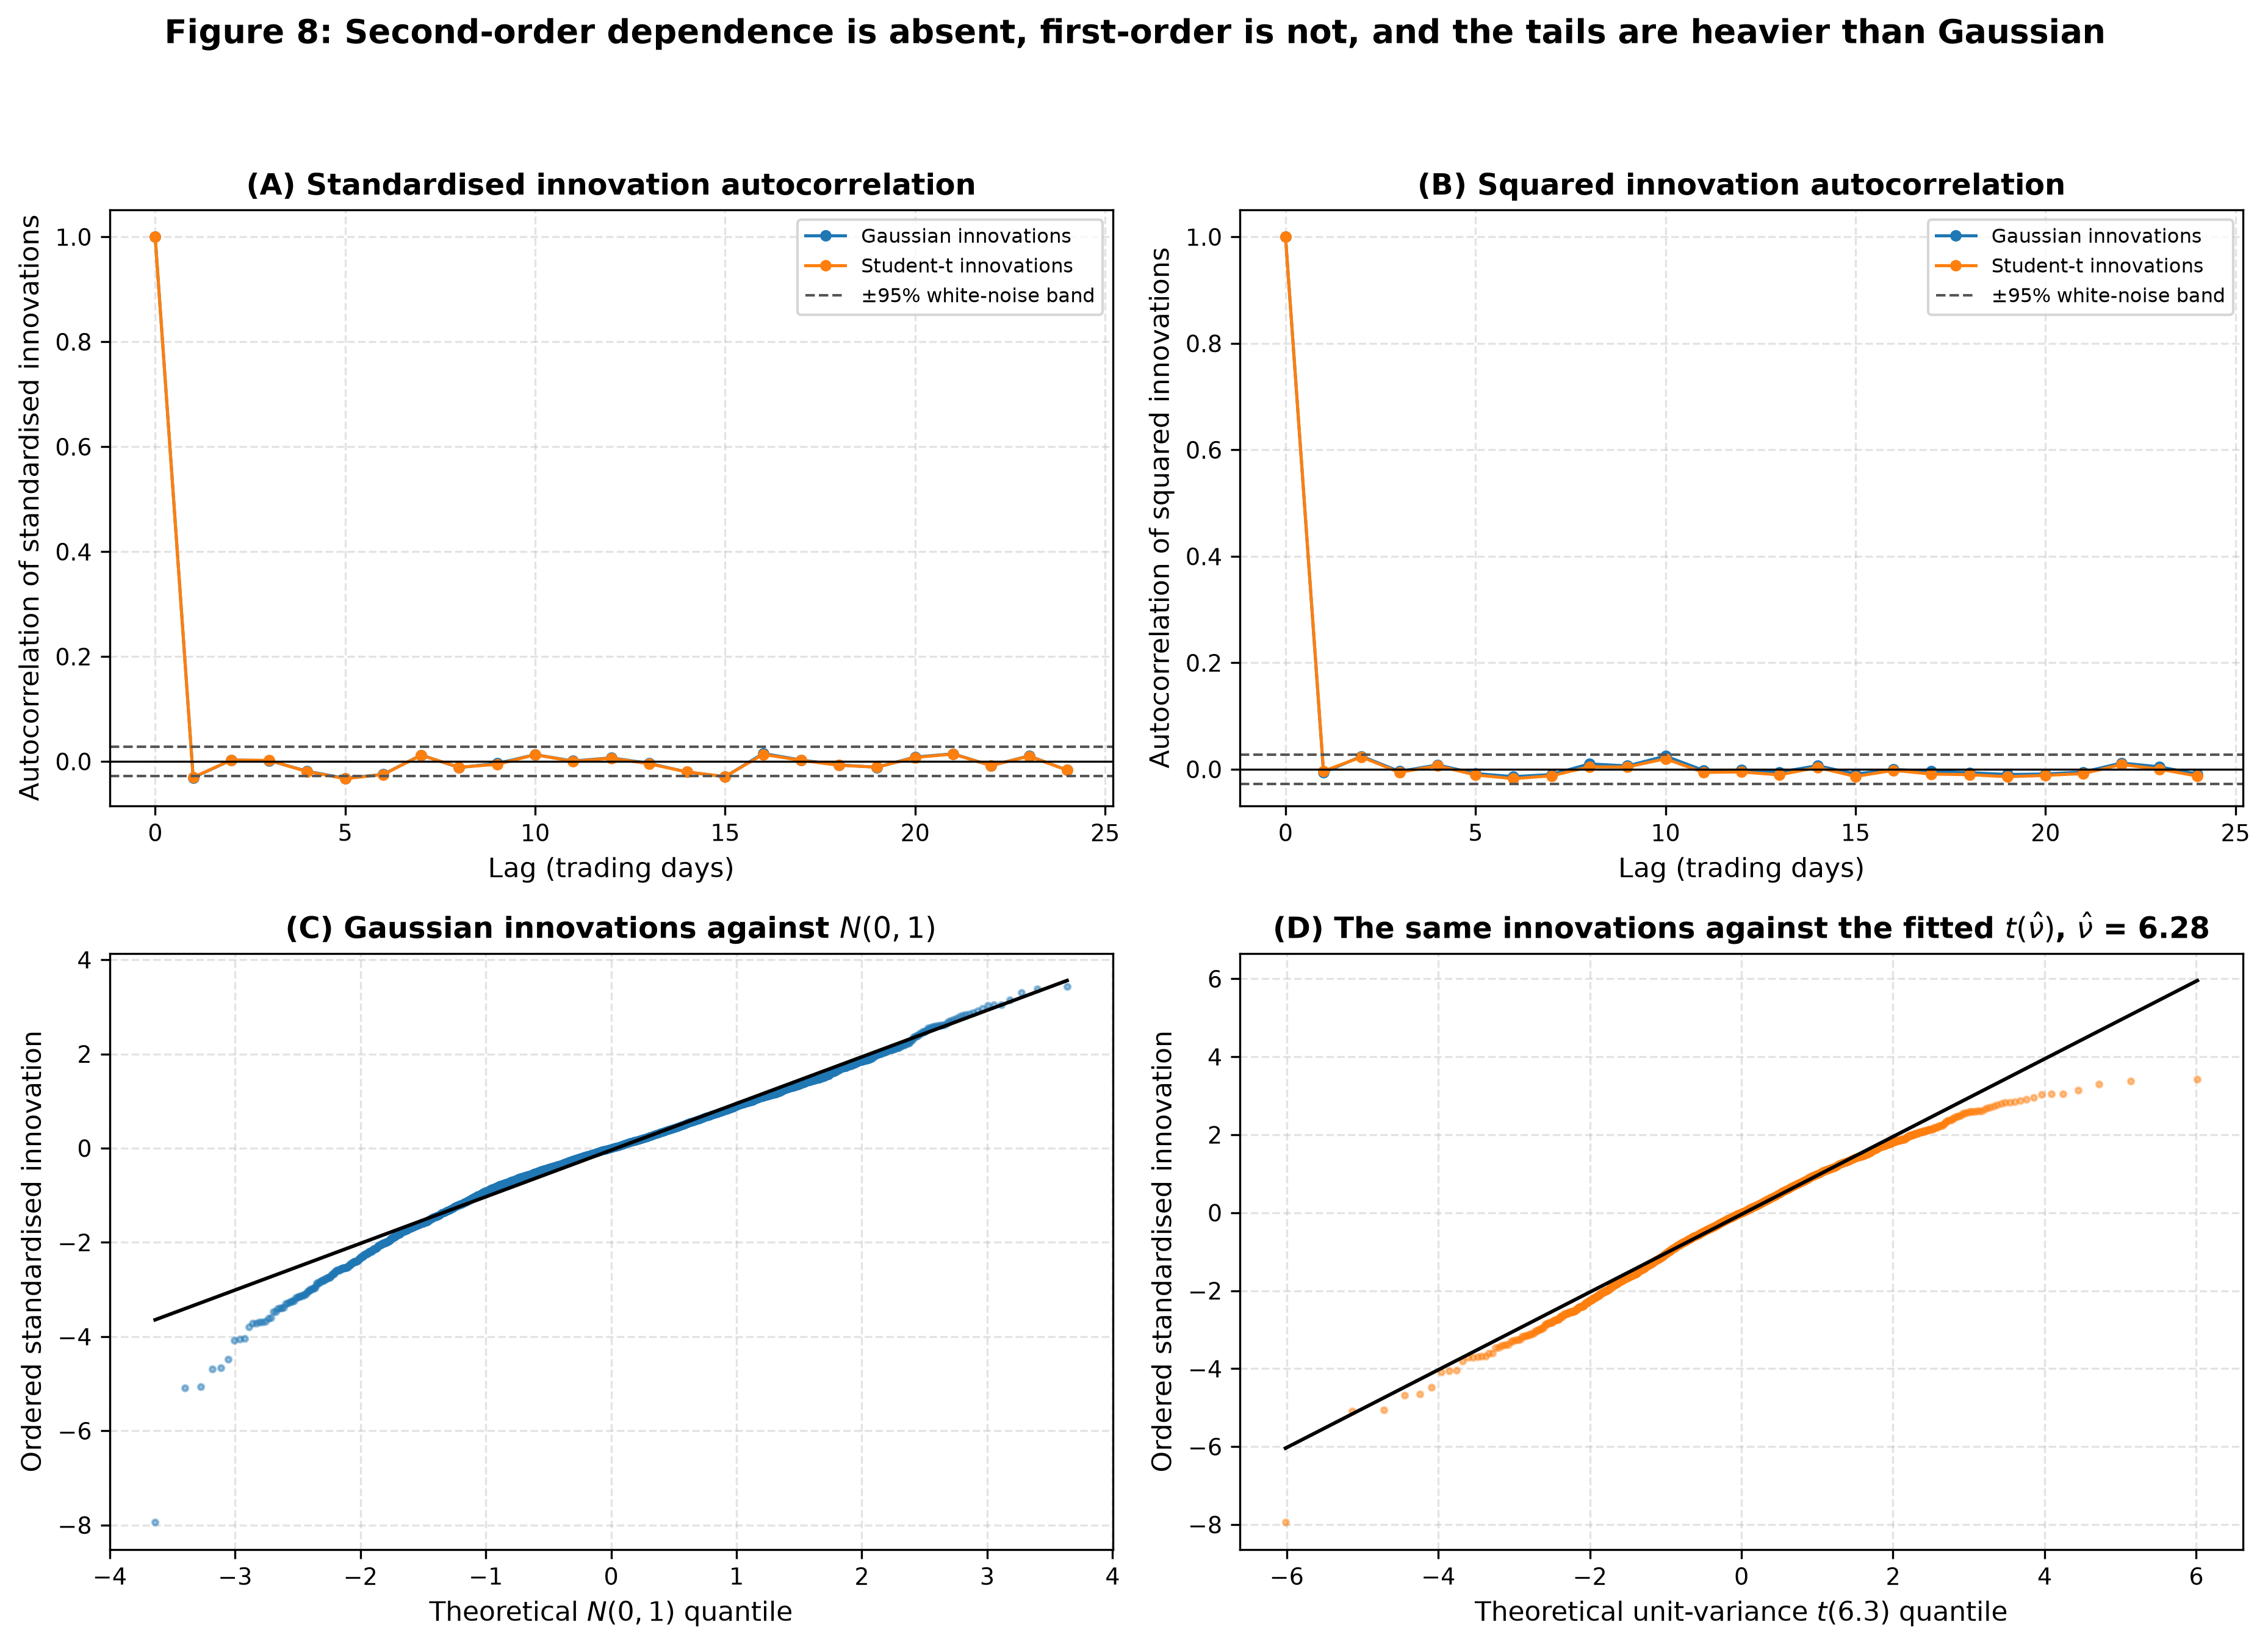 Figure 8: Second-order dependence is absent, first-order is not, and the tails are heavier than Gaussian
(A) Standardised innovation autocorrelation
Autocorrelation of standardised innovations
1.0
0.8
0.6
0.4
0.2
0.0
Gaussian innovations
Student-t innovations
±95% white-noise band
0
5
10
15
20
25
Lag (trading days)
(B) Squared innovation autocorrelation
Autocorrelation of squared innovations
1.0
0.8
0.6
0.4
0.2
0.0
Gaussian innovations
Student-t innovations
±95% white-noise band
0
5
10
15
20
25
Lag (trading days)
(C) Gaussian innovations against N(0, 1)
Ordered standardised innovation
4
2
0
−2
−4
−6
−8
−4
−3
−2
−1
0
1
2
3
4
Theoretical N(0, 1) quantile
(D) The same innovations against the fitted t(ν̂), ν̂ = 6.28
Ordered standardised innovation
6
4
2
0
−2
−4
−6
−8
−6
−4
−2
0
2
4
6
Theoretical unit-variance t(6.3) quantile